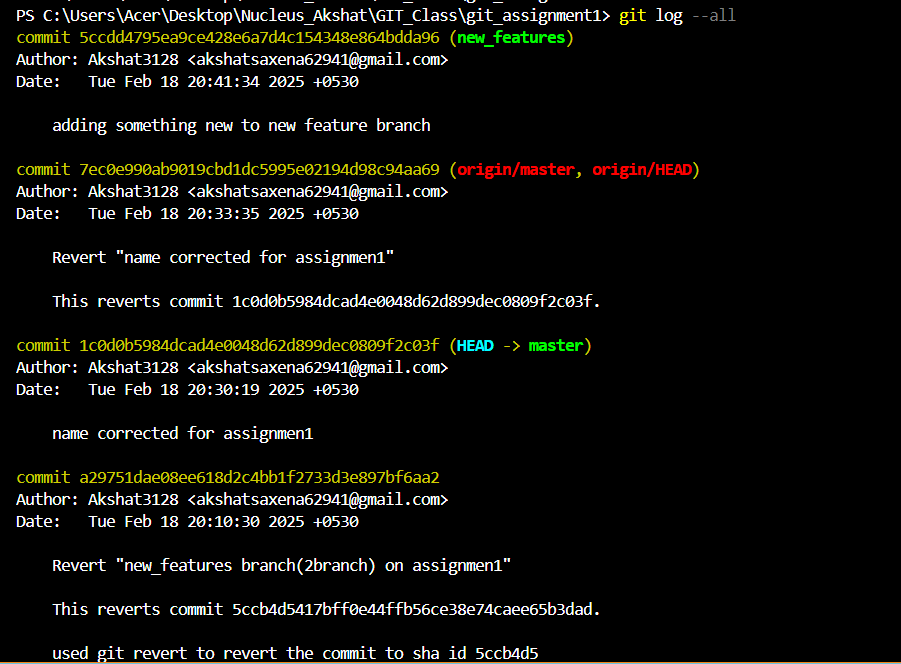 PS C:\Users\Acer\Desktop\Nucleus_Akshat\GIT_Class\git_assignment1> git log --all
commit 5ccdd4795ea9ce428e6a7d4c154348e864bdda96 (new_features)
Author: Akshat3128 <akshatsaxena62941@gmail.com>
Date:   Tue Feb 18 20:41:34 2025 +0530
    adding something new to new feature branch
commit 7ec0e990ab9019cbd1dc5995e02194d98c94aa69 (origin/master, origin/HEAD)
Author: Akshat3128 <akshatsaxena62941@gmail.com>
Date:   Tue Feb 18 20:33:35 2025 +0530
    Revert "name corrected for assignmen1"
    This reverts commit 1c0d0b5984dcad4e0048d62d899dec0809f2c03f.
commit 1c0d0b5984dcad4e0048d62d899dec0809f2c03f (HEAD -> master)
Author: Akshat3128 <akshatsaxena62941@gmail.com>
Date:   Tue Feb 18 20:30:19 2025 +0530
    name corrected for assignmen1
commit a29751dae08ee618d2c4bb1f2733d3e897bf6aa2
Author: Akshat3128 <akshatsaxena62941@gmail.com>
Date:   Tue Feb 18 20:10:30 2025 +0530
    Revert "new_features branch(2branch) on assignmen1"
    This reverts commit 5ccb4d5417bff0e44ffb56ce38e74caee65b3dad.
    used git revert to revert the commit to sha id 5ccb4d5